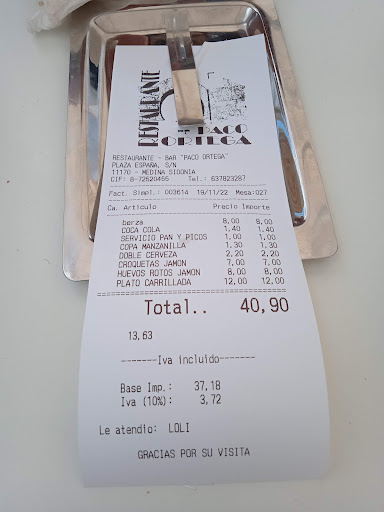 RESTAURANTE
PACO
ORTEGA
RESTAURANTE - BAR "PACO ORTEGA"
PLAZA ESPAÑA, S/N
11170 - MEDINA SIDONIA
CIF: B-72520455 Tel.: 637823287
Fact. Simpl.: 003614 19/11/22 Mesa:027
Ca. Articulo Precio Importe
berza 8,00 8,00
COCA COLA 1,40 1,40
SERVICIO PAN Y PICOS 1,00 1,00
COPA MANZANILLA 1,30 1,30
DOBLE CERVEZA 2,20 2,20
CROQUETAS JAMON 7,00 7,00
HUEVOS ROTOS JAMON 8,00 8,00
PLATO CARRILLADA 12,00 12,00
Total.. 40,90
13,63
-------Iva incluido-------
Base Imp.: 37,18
Iva (10%): 3,72
Le atendio: LOLI
GRACIAS POR SU VISITA